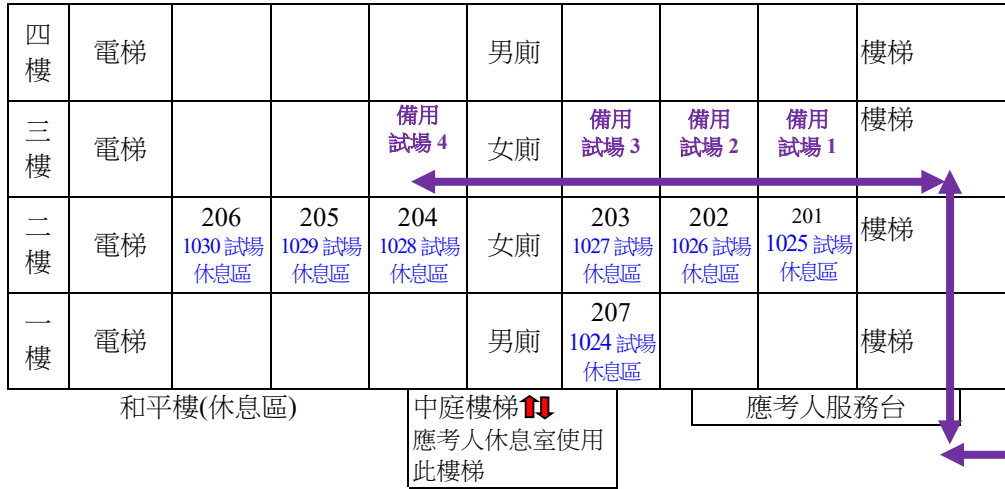 四
樓
電梯
男廁
樓梯
三
樓
電梯
備用
試場 4
女廁
備用
試場 3
備用
試場 2
備用
試場 1
樓梯
二
樓
電梯
206
1030 試場
休息區
205
1029 試場
休息區
204
1028 試場
休息區
女廁
203
1027 試場
休息區
202
1026 試場
休息區
201
1025 試場
休息區
樓梯
一
樓
電梯
男廁
207
1024 試場
休息區
樓梯
和平樓(休息區)
中庭樓梯
應考人休息室使用
此樓梯
應考人服務台